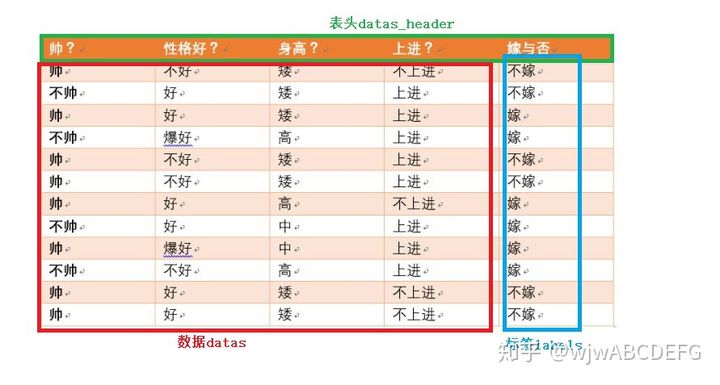 表头datas_header
帅？ 性格好？ 身高？ 上进？ 嫁与否
帅 不好 矮 不上进 不嫁
不帅 好 矮 上进 不嫁
帅 好 矮 上进 嫁
不帅 爆好 高 上进 嫁
帅 不好 矮 上进 不嫁
帅 不好 矮 上进 不嫁
帅 好 高 不上进 嫁
不帅 好 中 上进 嫁
帅 爆好 中 上进 嫁
不帅 不好 高 上进 嫁
帅 好 矮 不上进 不嫁
帅 好 矮 不上进 不嫁
数据datas 标签labels
知乎 @wjwABCDEFG